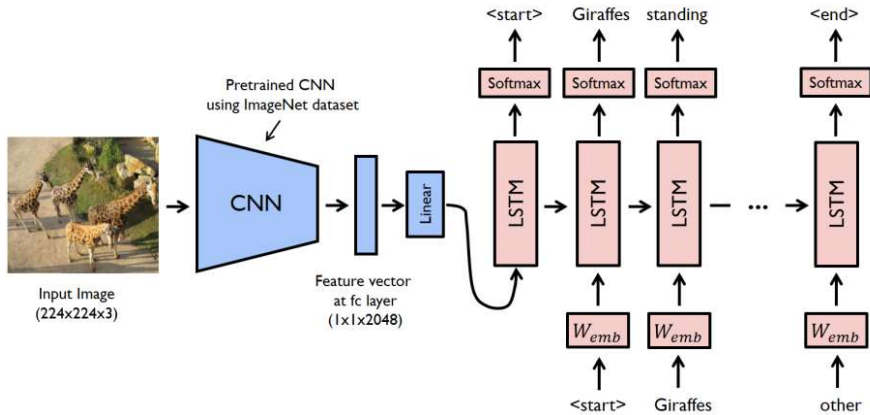 <start>
Giraffes
standing
<end>
Softmax
Softmax
Softmax
Softmax
Pretrained CNN
using ImageNet dataset
CNN
Linear
LSTM
LSTM
LSTM
...
LSTM
Input Image
(224x224x3)
Feature vector
at fc layer
(1x1x2048)
W_emb
W_emb
W_emb
<start>
Giraffes
other